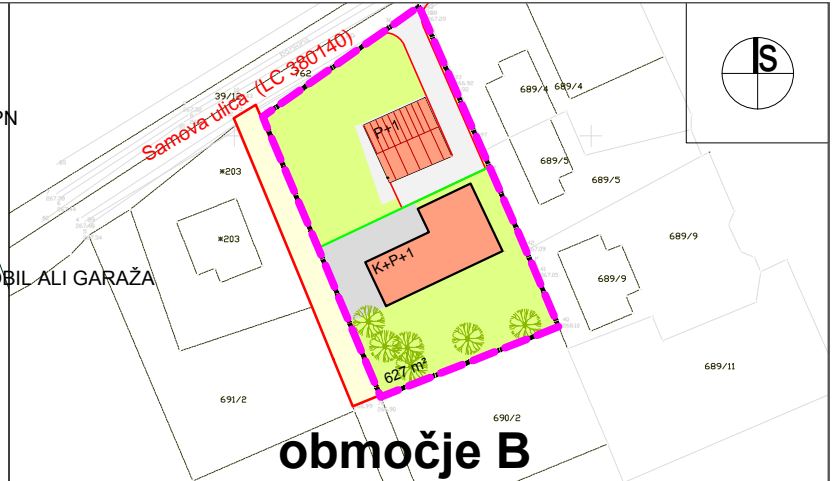 S
PN
Samova ulica (LC 380140)
762
39/12
P+1
689/4
689/4
689/5
689/5
*203
*203
689/9
689/9
BIL ALI GARAŽA
K+P+1
689/11
627 m²
691/2
690/2
območje B